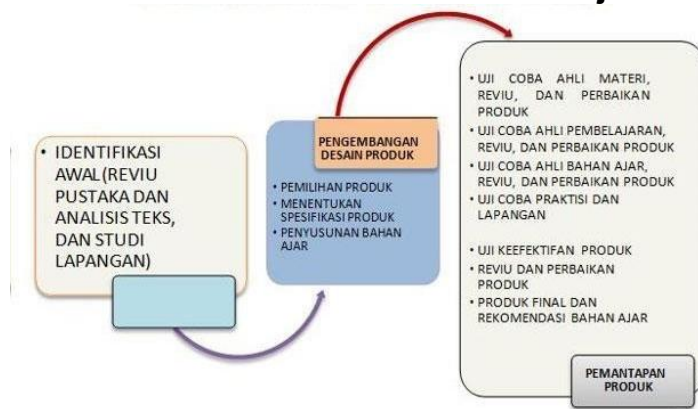 • IDENTIFIKASI
AWAL(REVIU
PUSTAKA DAN
ANALISIS TEKS,
DAN STUDI
LAPANGAN)
PENGEMBANGAN
DESAIN PRODUK
• PEMILIHAN PRODUK
• MENENTUKAN
SPESIFIKASI PRODUK
• PENYUSUNAN BAHAN
AJAR
• UJI COBA AHLI MATERI,
REVIU, DAN PERBAIKAN
PRODUK
• UJI COBA AHLI PEMBELAJARAN,
REVIU, DAN PERBAIKAN PRODUK
• UJI COBA AHLI BAHAN AJAR,
REVIU, DAN PERBAIKAN PRODUK
• UJI COBA PRAKTISI DAN
LAPANGAN
• UJI KEEFEKTIFAN PRODUK
• REVIU DAN PERBAIKAN
PRODUK
• PRODUK FINAL DAN
REKOMENDASI BAHAN AJAR
PEMANTAPAN
PRODUK